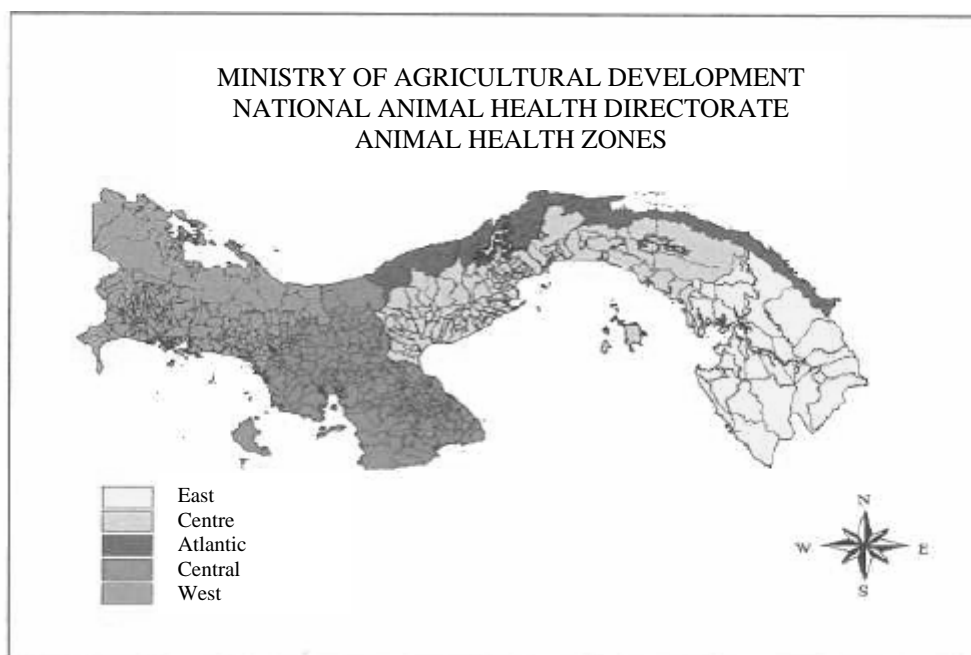 MINISTRY OF AGRICULTURAL DEVELOPMENT
NATIONAL ANIMAL HEALTH DIRECTORATE
ANIMAL HEALTH ZONES
East
Centre
Atlantic
Central
West
N
W E
S